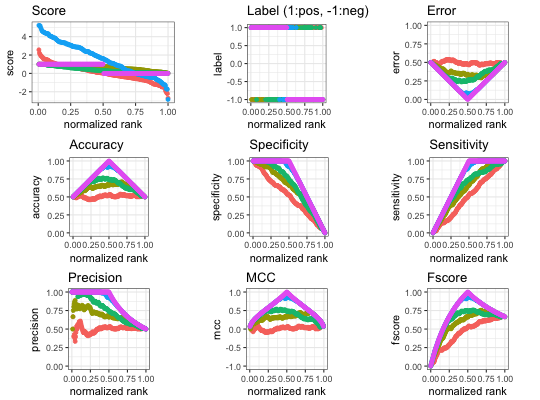 Score
score
4
2
0
-2
0.00 0.25 0.50 0.75 1.00
normalized rank
Label (1:pos, -1:neg)
label
1.0
0.5
0.0
-0.5
-1.0
0.00 0.25 0.50 0.75 1.00
normalized rank
Error
error
1.00
0.75
0.50
0.25
0.00
0.00 0.25 0.50 0.75 1.00
normalized rank
Accuracy
accuracy
1.00
0.75
0.50
0.25
0.00
0.00 0.25 0.50 0.75 1.00
normalized rank
Specificity
specificity
1.00
0.75
0.50
0.25
0.00
0.00 0.25 0.50 0.75 1.00
normalized rank
Sensitivity
sensitivity
1.00
0.75
0.50
0.25
0.00
0.00 0.25 0.50 0.75 1.00
normalized rank
Precision
precision
1.00
0.75
0.50
0.25
0.00
0.00 0.25 0.50 0.75 1.00
normalized rank
MCC
mcc
1.0
0.5
0.0
-0.5
-1.0
0.00 0.25 0.50 0.75 1.00
normalized rank
Fscore
fscore
1.00
0.75
0.50
0.25
0.00
0.00 0.25 0.50 0.75 1.00
normalized rank